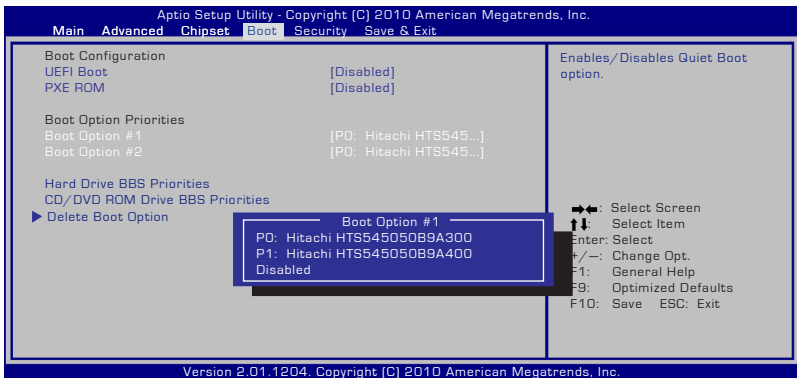 Aptio Setup Utility - Copyright (C) 2010 American Megatrends, Inc.
Main Advanced Chipset Boot Security Save & Exit
Boot Configuration
UEFI Boot [Disabled]
PXE ROM [Disabled]
Boot Option Priorities
Boot Option #1 [P0: Hitachi HTS545...]
Boot Option #2 [P0: Hitachi HTS545...]
Hard Drive BBS Priorities
CD/DVD ROM Drive BBS Priorities
Delete Boot Option
Boot Option #1
P0: Hitachi HTS545050B9A300
P1: Hitachi HTS545050B9A400
Disabled
Enables/Disables Quiet Boot
option.
→←: Select Screen
↑↓: Select Item
Enter: Select
+/—: Change Opt.
F1: General Help
F9: Optimized Defaults
F10: Save ESC: Exit
Version 2.01.1204. Copyright (C) 2010 American Megatrends, Inc.